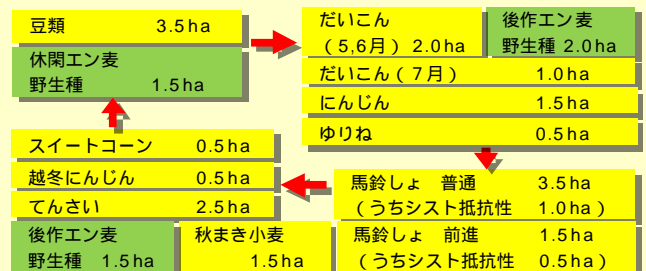 豆類 3.5ha
休閑エン麦
野生種 1.5ha
だいこん
（5,6月） 2.0ha
後作エン麦
野生種 2.0ha
だいこん（7月） 1.0ha
にんじん 1.5ha
ゆりね 0.5ha
スイートコーン 0.5ha
越冬にんじん 0.5ha
てんさい 2.5ha
後作エン麦
野生種 1.5ha
秋まき小麦
1.5ha
馬鈴しょ 普通 3.5ha
（うちシスト抵抗性 1.0ha）
馬鈴しょ 前進 1.5ha
（うちシスト抵抗性 0.5ha）